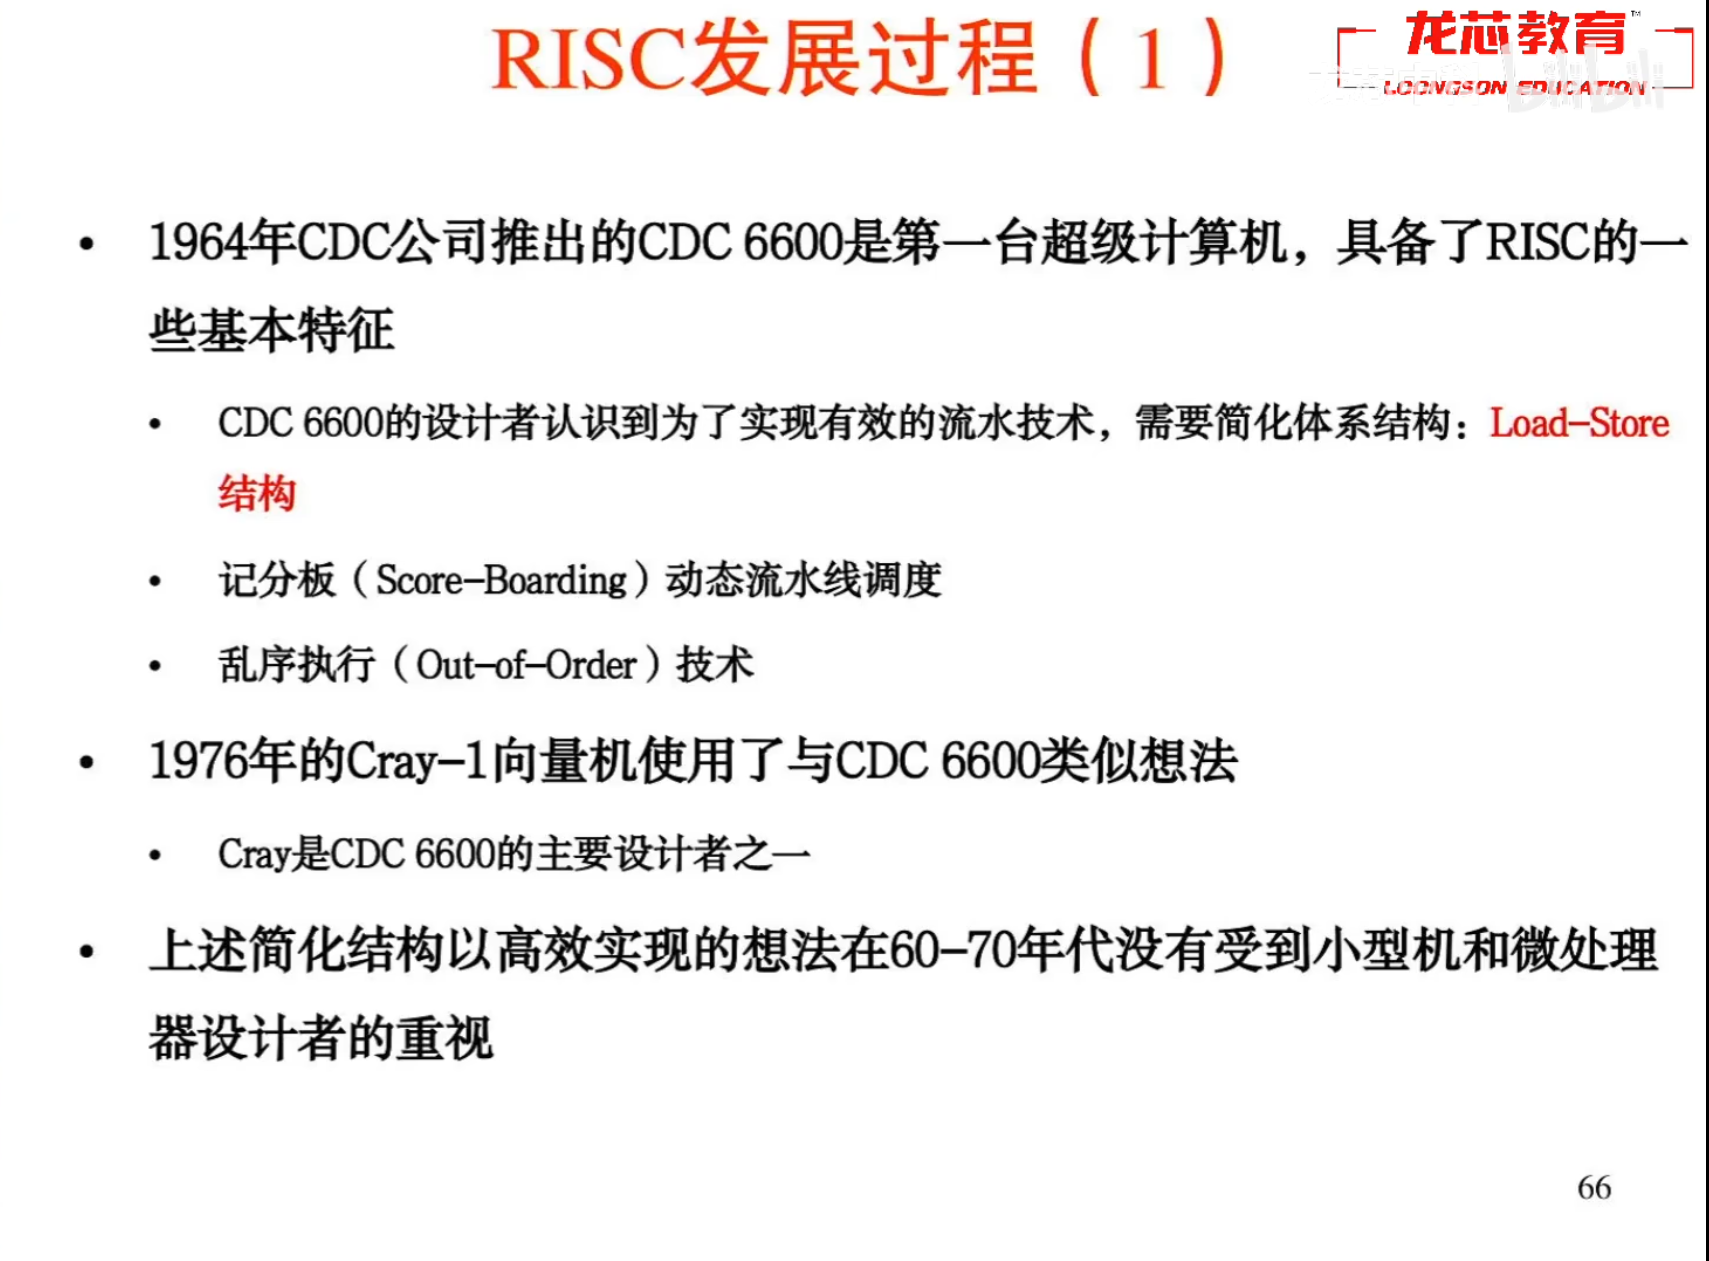 RISC发展过程（1）
龙芯教育™
LOONGSON EDUCATION
• 1964年CDC公司推出的CDC 6600是第一台超级计算机，具备了RISC的一
些基本特征
• CDC 6600的设计者认识到为了实现有效的流水技术，需要简化体系结构：Load-Store
结构
• 记分板（Score-Boarding）动态流水线调度
• 乱序执行（Out-of-Order）技术
• 1976年的Cray-1向量机使用了与CDC 6600类似想法
• Cray是CDC 6600的主要设计者之一
• 上述简化结构以高效实现的想法在60-70年代没有受到小型机和微处理
器设计者的重视
66